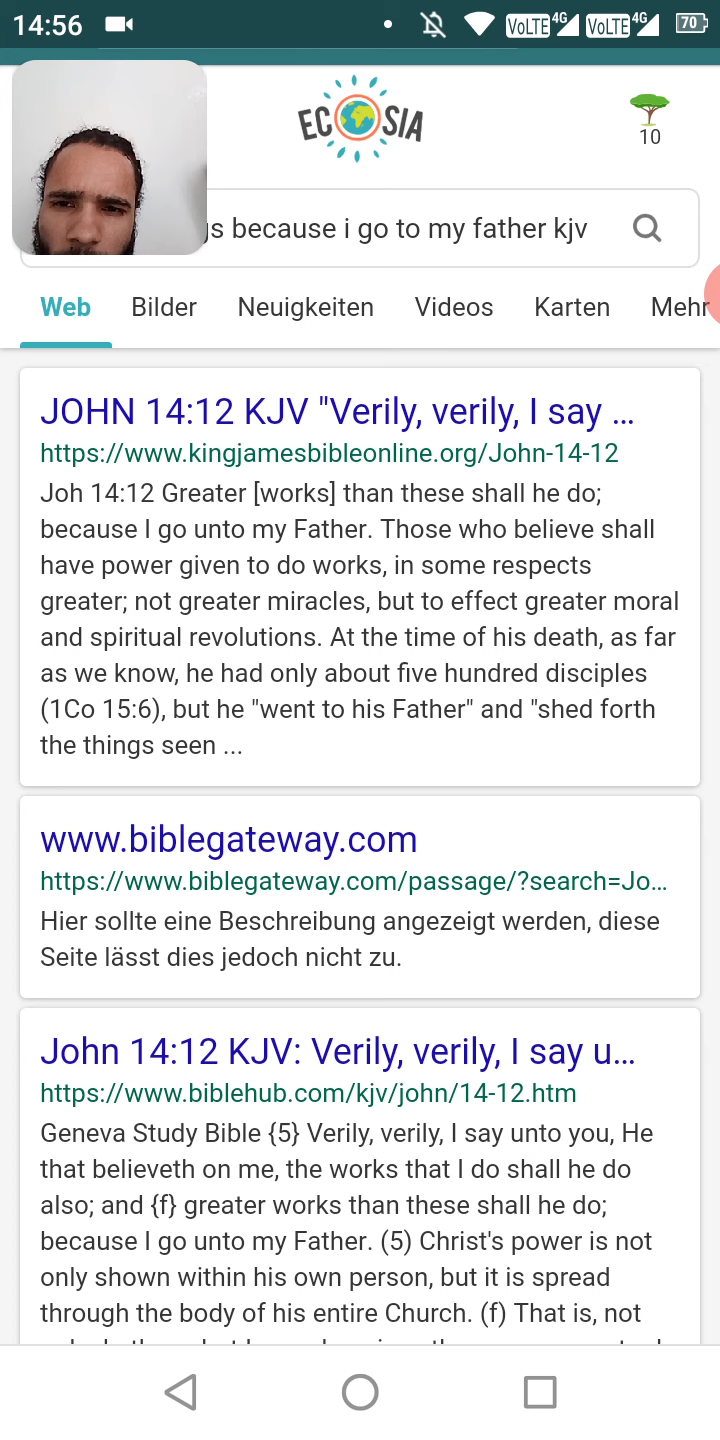 14:56
VoLTE 4G VoLTE 4G 70
ECOSIA
10
because i go to my father kjv
Web Bilder Neuigkeiten Videos Karten Mehr
JOHN 14:12 KJV "Verily, verily, I say ...
https://www.kingjamesbibleonline.org/John-14-12
Joh 14:12 Greater [works] than these shall he do;
because I go unto my Father. Those who believe shall
have power given to do works, in some respects
greater; not greater miracles, but to effect greater moral
and spiritual revolutions. At the time of his death, as far
as we know, he had only about five hundred disciples
(1Co 15:6), but he "went to his Father" and "shed forth
the things seen ...
www.biblegateway.com
https://www.biblegateway.com/passage/?search=Jo...
Hier sollte eine Beschreibung angezeigt werden, diese
Seite lässt dies jedoch nicht zu.
John 14:12 KJV: Verily, verily, I say u...
https://www.biblehub.com/kjv/john/14-12.htm
Geneva Study Bible {5} Verily, verily, I say unto you, He
that believeth on me, the works that I do shall he do
also; and {f} greater works than these shall he do;
because I go unto my Father. (5) Christ's power is not
only shown within his own person, but it is spread
through the body of his entire Church. (f) That is, not